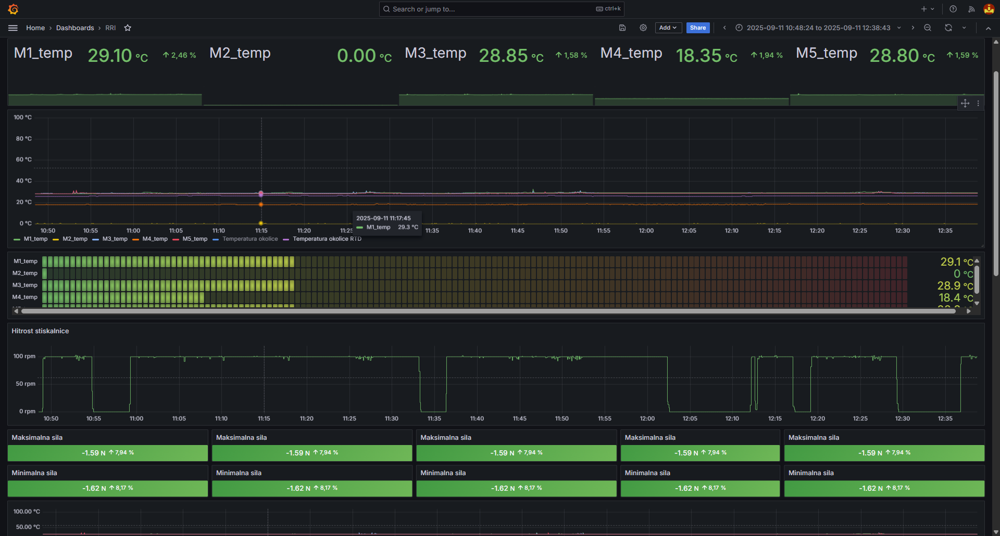 Search or jump to...
ctrl+k
Home › Dashboards › RRI
Add
Share
2025-09-11 10:48:24 to 2025-09-11 12:38:43
M1_temp 29.10 °C ↑ 2,46 %
M2_temp 0.00 °C
M3_temp 28.85 °C ↑ 1,58 %
M4_temp 18.35 °C ↑ 1,94 %
M5_temp 28.80 °C ↑ 1,59 %
100 °C
80 °C
60 °C
40 °C
20 °C
0 °C
10:50 10:55 11:00 11:05 11:10 11:15 11:20 11:25 11:35 11:40 11:45 11:50 11:55 12:00 12:05 12:10 12:15 12:20 12:25 12:30 12:35
2025-09-11 11:17:45
M1_temp 29.3 °C
M1_temp M2_temp M3_temp M4_temp M5_temp Temperatura okolice Temperatura okolice RTD
M1_temp 29.1 °C
M2_temp 0 °C
M3_temp 28.9 °C
M4_temp 18.4 °C
Hitrost stiskalnice
100 rpm
50 rpm
0 rpm
10:50 10:55 11:00 11:05 11:10 11:15 11:20 11:25 11:30 11:35 11:40 11:45 11:50 11:55 12:00 12:05 12:10 12:15 12:20 12:25 12:30 12:35
Maksimalna sila Maksimalna sila Maksimalna sila Maksimalna sila Maksimalna sila
-1.59 N ↑ 7,94 % -1.59 N ↑ 7,94 % -1.59 N ↑ 7,94 % -1.59 N ↑ 7,94 % -1.59 N ↑ 7,94 %
Minimalna sila Minimalna sila Minimalna sila Minimalna sila Minimalna sila
-1.62 N ↑ 8,17 % -1.62 N ↑ 8,17 % -1.62 N ↑ 8,17 % -1.62 N ↑ 8,17 % -1.62 N ↑ 8,17 %
100.00 °C
50.00 °C